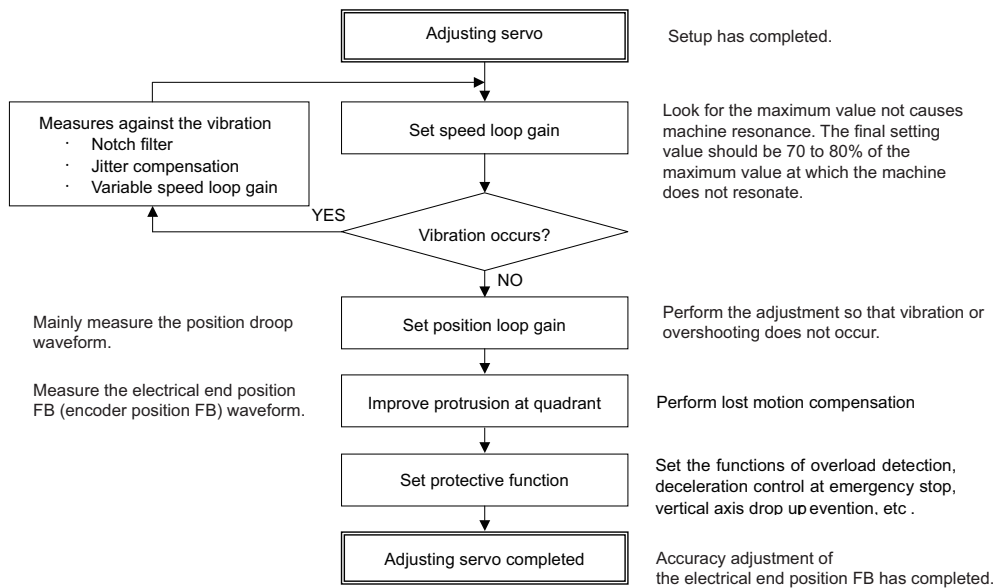 Adjusting servo
Setup has completed.
Measures against the vibration
· Notch filter
· Jitter compensation
· Variable speed loop gain
Set speed loop gain
Look for the maximum value not causes
machine resonance. The final setting
value should be 70 to 80% of the
maximum value at which the machine
does not resonate.
YES
Vibration occurs?
NO
Mainly measure the position droop
waveform.
Set position loop gain
Perform the adjustment so that vibration or
overshooting does not occur.
Measure the electrical end position
FB (encoder position FB) waveform.
Improve protrusion at quadrant
Perform lost motion compensation
Set protective function
Set the functions of overload detection,
deceleration control at emergency stop,
vertical axis drop up evention, etc .
Adjusting servo completed
Accuracy adjustment of
the electrical end position FB has completed.